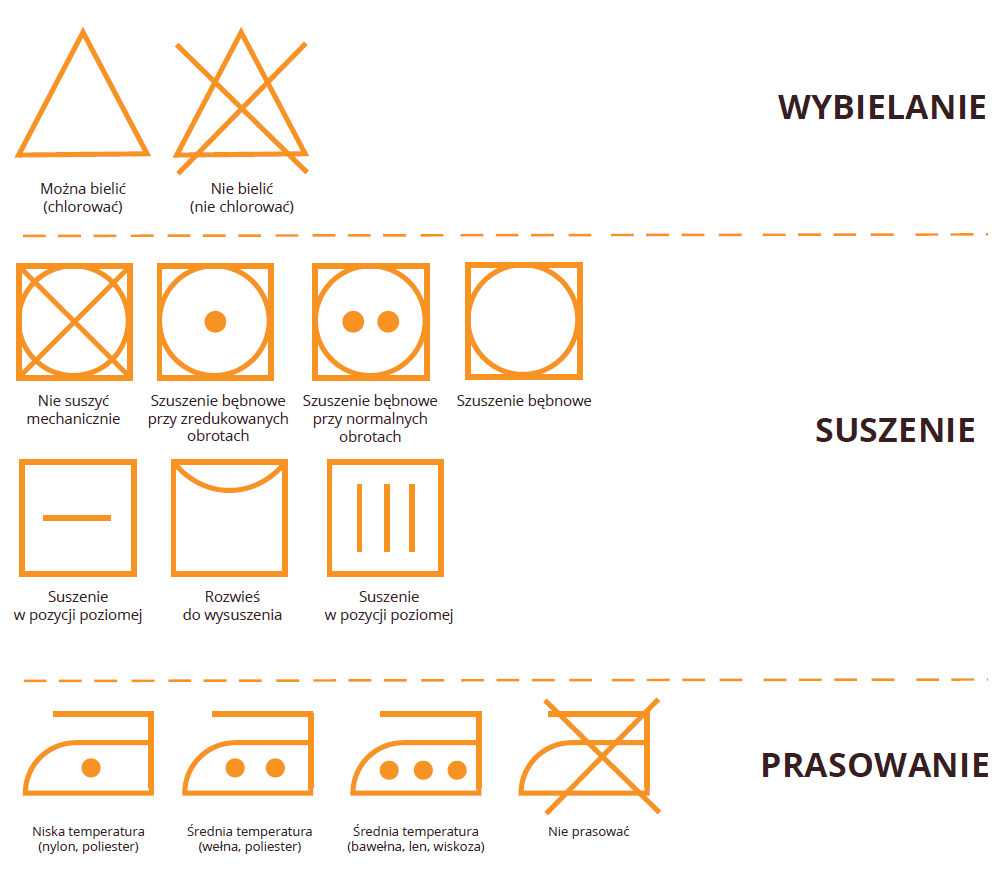 WYBIELANIE
Można bielić
(chlorować)
Nie bielić
(nie chlorować)
SUSZENIE
Nie suszyć
mechanicznie
Szuszenie bębnowe
przy zredukowanych
obrotach
Szuszenie bębnowe
przy normalnych
obrotach
Szuszenie bębnowe
Suszenie
w pozycji poziomej
Rozwieś
do wysuszenia
Suszenie
w pozycji poziomej
PRASOWANIE
Niska temperatura
(nylon, poliester)
Średnia temperatura
(wełna, poliester)
Średnia temperatura
(bawełna, len, wiskoza)
Nie prasować